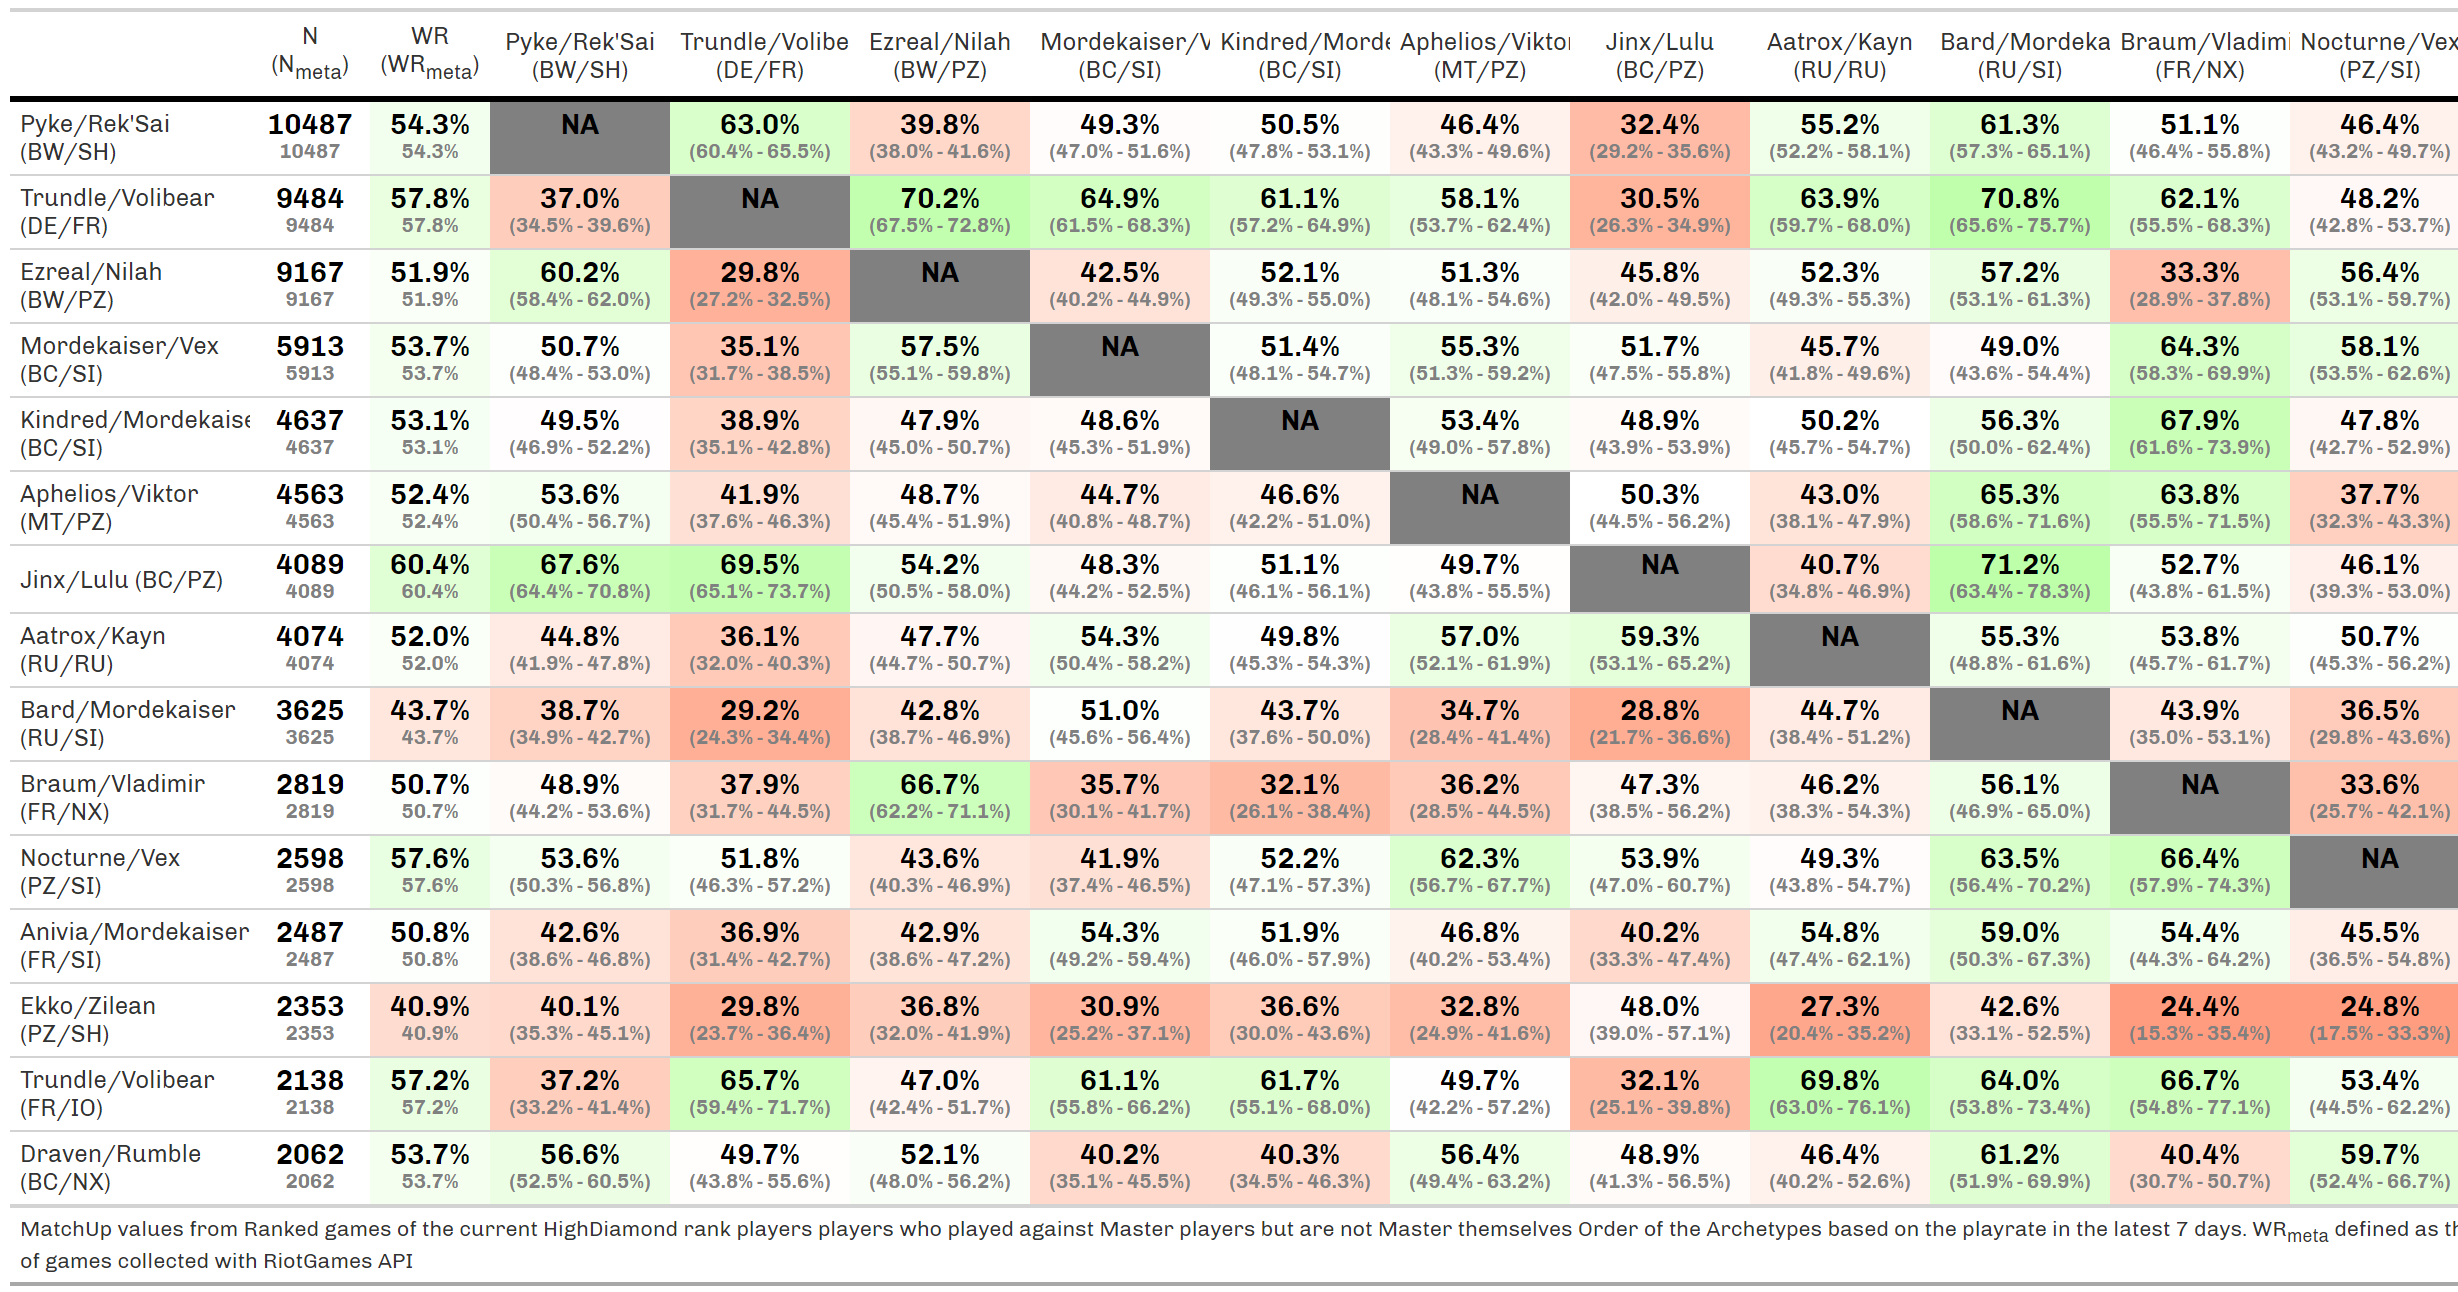 N WR Pyke/Rek'Sai Trundle/Volibe Ezreal/Nilah Mordekaiser/V Kindred/Morde Aphelios/Viktor Jinx/Lulu Aatrox/Kayn Bard/Mordeka Braum/Vladimi Nocturne/Vex
(Nmeta) (WRmeta) (BW/SH) (DE/FR) (BW/PZ) (BC/SI) (BC/SI) (MT/PZ) (BC/PZ) (RU/RU) (RU/SI) (FR/NX) (PZ/SI)
Pyke/Rek'Sai 10487 54.3% NA 63.0% 39.8% 49.3% 50.5% 46.4% 32.4% 55.2% 61.3% 51.1% 46.4%
(BW/SH) 10487 54.3% (60.4% - 65.5%) (38.0% - 41.6%) (47.0% - 51.6%) (47.8% - 53.1%) (43.3% - 49.6%) (29.2% - 35.6%) (52.2% - 58.1%) (57.3% - 65.1%) (46.4% - 55.8%) (43.2% - 49.7%)
Trundle/Volibear 9484 57.8% 37.0% NA 70.2% 64.9% 61.1% 58.1% 30.5% 63.9% 70.8% 62.1% 48.2%
(DE/FR) 9484 57.8% (34.5% - 39.6%) (67.5% - 72.8%) (61.5% - 68.3%) (57.2% - 64.9%) (53.7% - 62.4%) (26.3% - 34.9%) (59.7% - 68.0%) (65.6% - 75.7%) (55.5% - 68.3%) (42.8% - 53.7%)
Ezreal/Nilah 9167 51.9% 60.2% 29.8% NA 42.5% 52.1% 51.3% 45.8% 52.3% 57.2% 33.3% 56.4%
(BW/PZ) 9167 51.9% (58.4% - 62.0%) (27.2% - 32.5%) (40.2% - 44.9%) (49.3% - 55.0%) (48.1% - 54.6%) (42.0% - 49.5%) (49.3% - 55.3%) (53.1% - 61.3%) (28.9% - 37.8%) (53.1% - 59.7%)
Mordekaiser/Vex 5913 53.7% 50.7% 35.1% 57.5% NA 51.4% 55.3% 51.7% 45.7% 49.0% 64.3% 58.1%
(BC/SI) 5913 53.7% (48.4% - 53.0%) (31.7% - 38.5%) (55.1% - 59.8%) (48.1% - 54.7%) (51.3% - 59.2%) (47.5% - 55.8%) (41.8% - 49.6%) (43.6% - 54.4%) (58.3% - 69.9%) (53.5% - 62.6%)
Kindred/Mordekaise 4637 53.1% 49.5% 38.9% 47.9% 48.6% NA 53.4% 48.9% 50.2% 56.3% 67.9% 47.8%
(BC/SI) 4637 53.1% (46.9% - 52.2%) (35.1% - 42.8%) (45.0% - 50.7%) (45.3% - 51.9%) (49.0% - 57.8%) (43.9% - 53.9%) (45.7% - 54.7%) (50.0% - 62.4%) (61.6% - 73.9%) (42.7% - 52.9%)
Aphelios/Viktor 4563 52.4% 53.6% 41.9% 48.7% 44.7% 46.6% NA 50.3% 43.0% 65.3% 63.8% 37.7%
(MT/PZ) 4563 52.4% (50.4% - 56.7%) (37.6% - 46.3%) (45.4% - 51.9%) (40.8% - 48.7%) (42.2% - 51.0%) (44.5% - 56.2%) (38.1% - 47.9%) (58.6% - 71.6%) (55.5% - 71.5%) (32.3% - 43.3%)
Jinx/Lulu (BC/PZ) 4089 60.4% 67.6% 69.5% 54.2% 48.3% 51.1% 49.7% NA 40.7% 71.2% 52.7% 46.1%
4089 60.4% (64.4% - 70.8%) (65.1% - 73.7%) (50.5% - 58.0%) (44.2% - 52.5%) (46.1% - 56.1%) (43.8% - 55.5%) (34.8% - 46.9%) (63.4% - 78.3%) (43.8% - 61.5%) (39.3% - 53.0%)
Aatrox/Kayn 4074 52.0% 44.8% 36.1% 47.7% 54.3% 49.8% 57.0% 59.3% NA 55.3% 53.8% 50.7%
(RU/RU) 4074 52.0% (41.9% - 47.8%) (32.0% - 40.3%) (44.7% - 50.7%) (50.4% - 58.2%) (45.3% - 54.3%) (52.1% - 61.9%) (53.1% - 65.2%) (48.8% - 61.6%) (45.7% - 61.7%) (45.3% - 56.2%)
Bard/Mordekaiser 3625 43.7% 38.7% 29.2% 42.8% 51.0% 43.7% 34.7% 28.8% 44.7% NA 43.9% 36.5%
(RU/SI) 3625 43.7% (34.9% - 42.7%) (24.3% - 34.4%) (38.7% - 46.9%) (45.6% - 56.4%) (37.6% - 50.0%) (28.4% - 41.4%) (21.7% - 36.6%) (38.4% - 51.2%) (35.0% - 53.1%) (29.8% - 43.6%)
Braum/Vladimir 2819 50.7% 48.9% 37.9% 66.7% 35.7% 32.1% 36.2% 47.3% 46.2% 56.1% NA 33.6%
(FR/NX) 2819 50.7% (44.2% - 53.6%) (31.7% - 44.5%) (62.2% - 71.1%) (30.1% - 41.7%) (26.1% - 38.4%) (28.5% - 44.5%) (38.5% - 56.2%) (38.3% - 54.3%) (46.9% - 65.0%) (25.7% - 42.1%)
Nocturne/Vex 2598 57.6% 53.6% 51.8% 43.6% 41.9% 52.2% 62.3% 53.9% 49.3% 63.5% 66.4% NA
(PZ/SI) 2598 57.6% (50.3% - 56.8%) (46.3% - 57.2%) (40.3% - 46.9%) (37.4% - 46.5%) (47.1% - 57.3%) (56.7% - 67.7%) (47.0% - 60.7%) (43.8% - 54.7%) (56.4% - 70.2%) (57.9% - 74.3%)
Anivia/Mordekaiser 2487 50.8% 42.6% 36.9% 42.9% 54.3% 51.9% 46.8% 40.2% 54.8% 59.0% 54.4% 45.5%
(FR/SI) 2487 50.8% (38.6% - 46.8%) (31.4% - 42.7%) (38.6% - 47.2%) (49.2% - 59.4%) (46.0% - 57.9%) (40.2% - 53.4%) (33.3% - 47.4%) (47.4% - 62.1%) (50.3% - 67.3%) (44.3% - 64.2%) (36.5% - 54.8%)
Ekko/Zilean 2353 40.9% 40.1% 29.8% 36.8% 30.9% 36.6% 32.8% 48.0% 27.3% 42.6% 24.4% 24.8%
(PZ/SH) 2353 40.9% (35.3% - 45.1%) (23.7% - 36.4%) (32.0% - 41.9%) (25.2% - 37.1%) (30.0% - 43.6%) (24.9% - 41.6%) (39.0% - 57.1%) (20.4% - 35.2%) (33.1% - 52.5%) (15.3% - 35.4%) (17.5% - 33.3%)
Trundle/Volibear 2138 57.2% 37.2% 65.7% 47.0% 61.1% 61.7% 49.7% 32.1% 69.8% 64.0% 66.7% 53.4%
(FR/IO) 2138 57.2% (33.2% - 41.4%) (59.4% - 71.7%) (42.4% - 51.7%) (55.8% - 66.2%) (55.1% - 68.0%) (42.2% - 57.2%) (25.1% - 39.8%) (63.0% - 76.1%) (53.8% - 73.4%) (54.8% - 77.1%) (44.5% - 62.2%)
Draven/Rumble 2062 53.7% 56.6% 49.7% 52.1% 40.2% 40.3% 56.4% 48.9% 46.4% 61.2% 40.4% 59.7%
(BC/NX) 2062 53.7% (52.5% - 60.5%) (43.8% - 55.6%) (48.0% - 56.2%) (35.1% - 45.5%) (34.5% - 46.3%) (49.4% - 63.2%) (41.3% - 56.5%) (40.2% - 52.6%) (51.9% - 69.9%) (30.7% - 50.7%) (52.4% - 66.7%)
MatchUp values from Ranked games of the current HighDiamond rank players players who played against Master players but are not Master themselves Order of the Archetypes based on the playrate in the latest 7 days. WRmeta defined as th
of games collected with RiotGames API